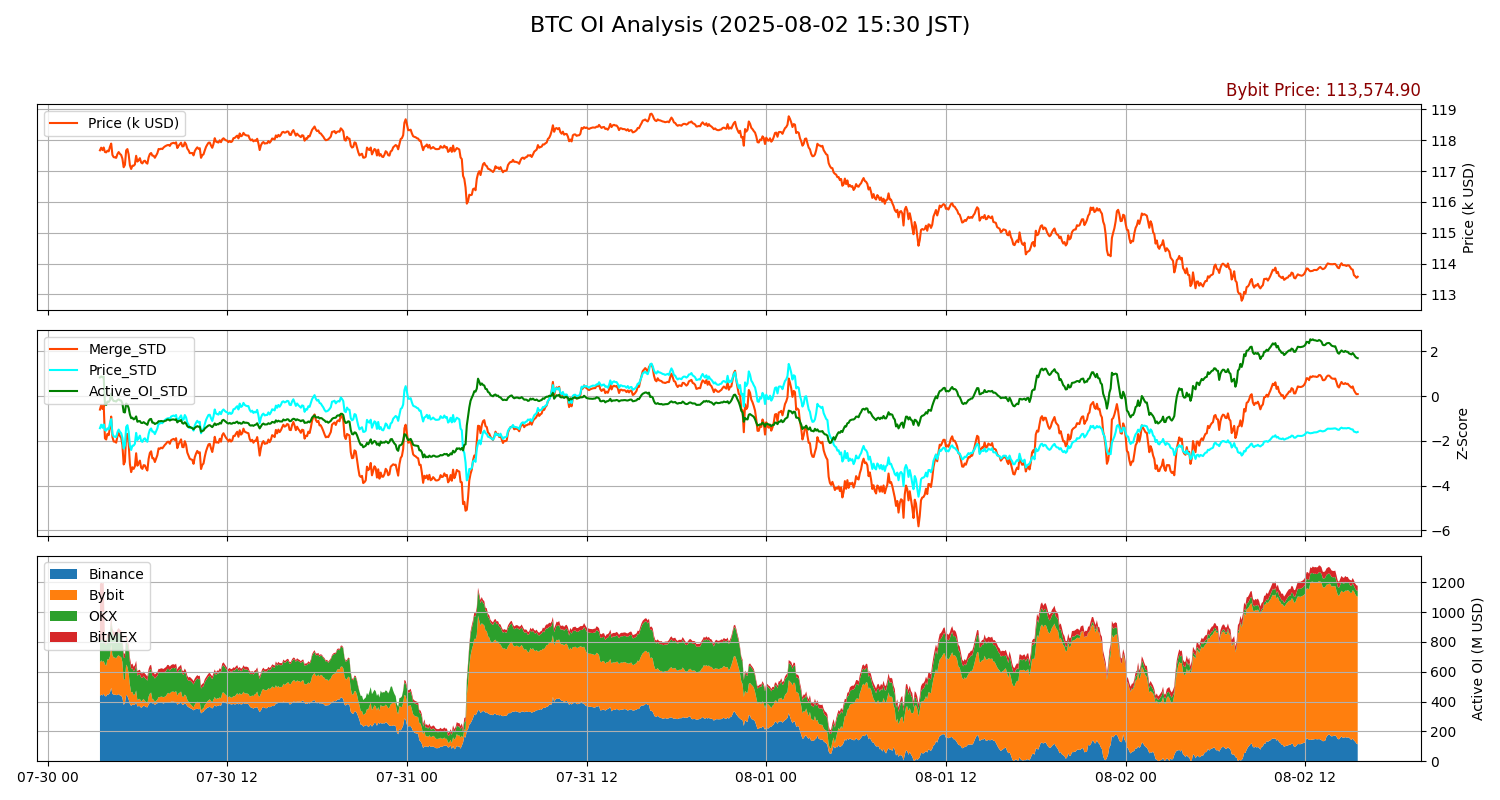 BTC OI Analysis (2025-08-02 15:30 JST)
Bybit Price: 113,574.90
Price (k USD)
119
118
117
116
115
114
113
Price (k USD)
Merge_STD
Price_STD
Active_OI_STD
2
0
−2
−4
−6
Z-Score
Binance
Bybit
OKX
BitMEX
1200
1000
800
600
400
200
0
Active OI (M USD)
07-30 00
07-30 12
07-31 00
07-31 12
08-01 00
08-01 12
08-02 00
08-02 12